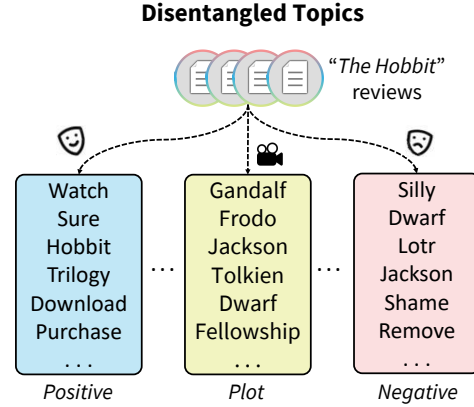 Disentangled Topics
"The Hobbit"
reviews
Watch
Sure
Hobbit
Trilogy
Download
Purchase
...
Positive
...
Gandalf
Frodo
Jackson
Tolkien
Dwarf
Fellowship
...
Plot
...
Silly
Dwarf
Lotr
Jackson
Shame
Remove
...
Negative